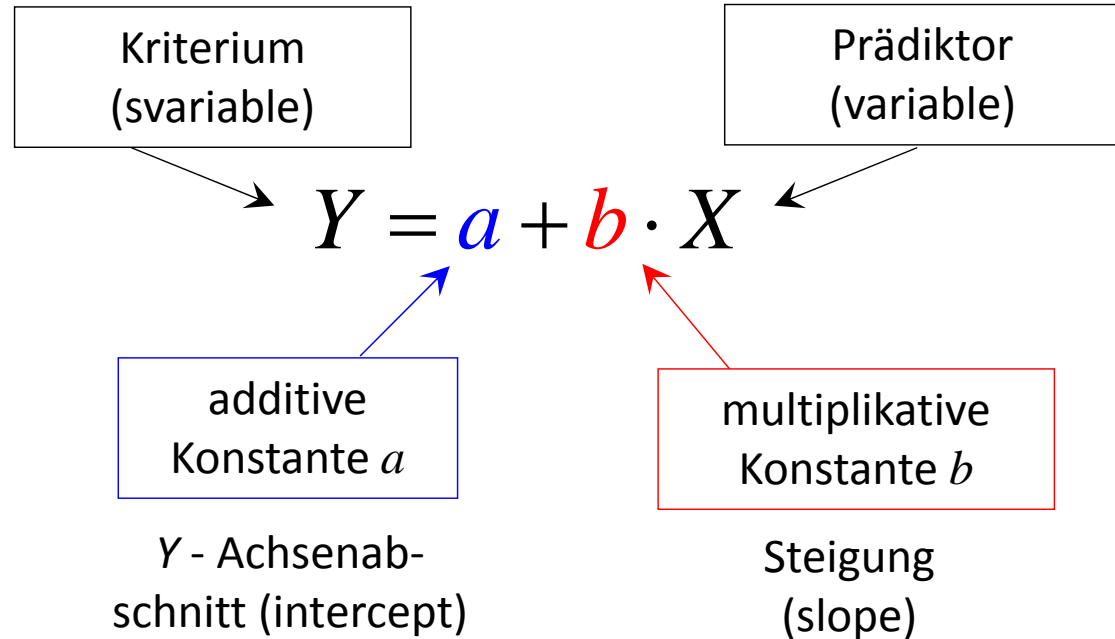 Kriterium
(svariable)
Prädiktor
(variable)
Y = a + b · X
additive
Konstante a
multiplikative
Konstante b
Y - Achsenab-
schnitt (intercept)
Steigung
(slope)